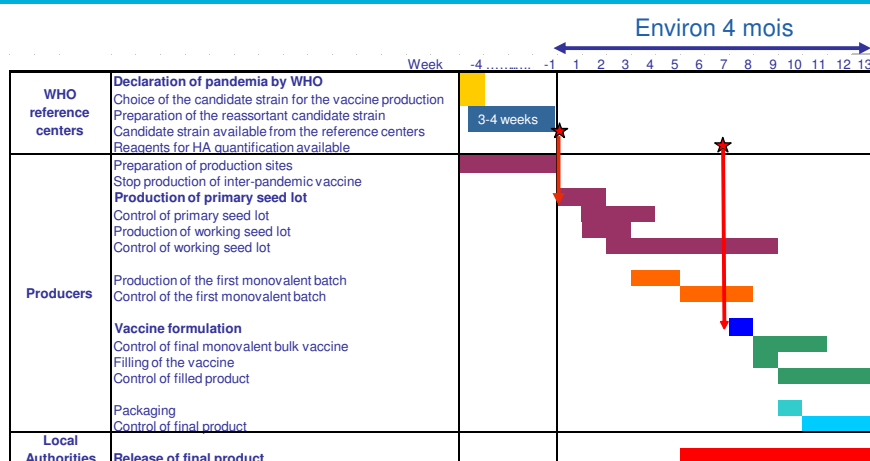 Environ 4 mois
Week -4 ......... -1 1 2 3 4 5 6 7 8 9 10 11 12 13
WHO reference centers
Declaration of pandemia by WHO
Choice of the candidate strain for the vaccine production
Preparation of the reassortant candidate strain
3-4 weeks
Candidate strain available from the reference centers
Reagents for HA quantification available
Producers
Preparation of production sites
Stop production of inter-pandemic vaccine
Production of primary seed lot
Control of primary seed lot
Production of working seed lot
Control of working seed lot
Production of the first monovalent batch
Control of the first monovalent batch
Vaccine formulation
Control of final monovalent bulk vaccine
Filling of the vaccine
Control of filled product
Packaging
Control of final product
Local Authorities
Release of final product